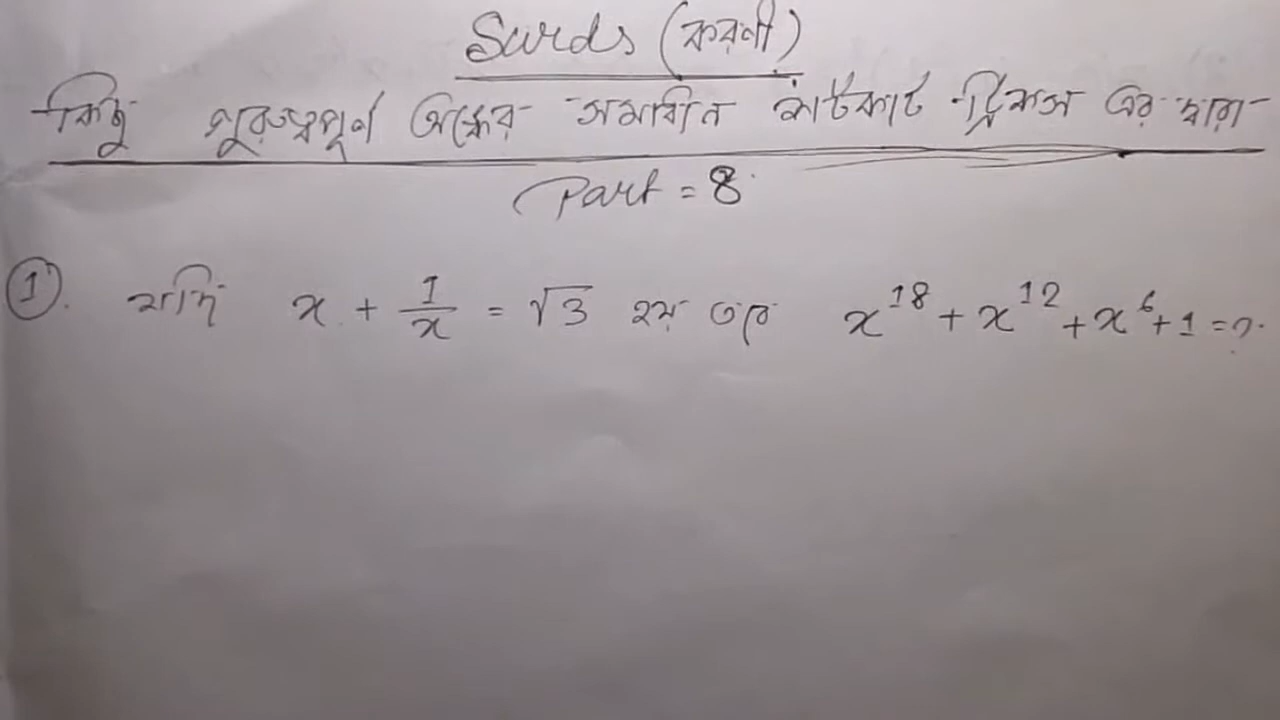 Surds (করণী)
কিছু গুরুত্বপূর্ণ অঙ্কের সমাধান শর্টকার্ট ট্রিকস এর দ্বারা
Part = 8
①. যদি x + 1/x = √3 হয় তবে x^18 + x^12 + x^6 + 1 = ?